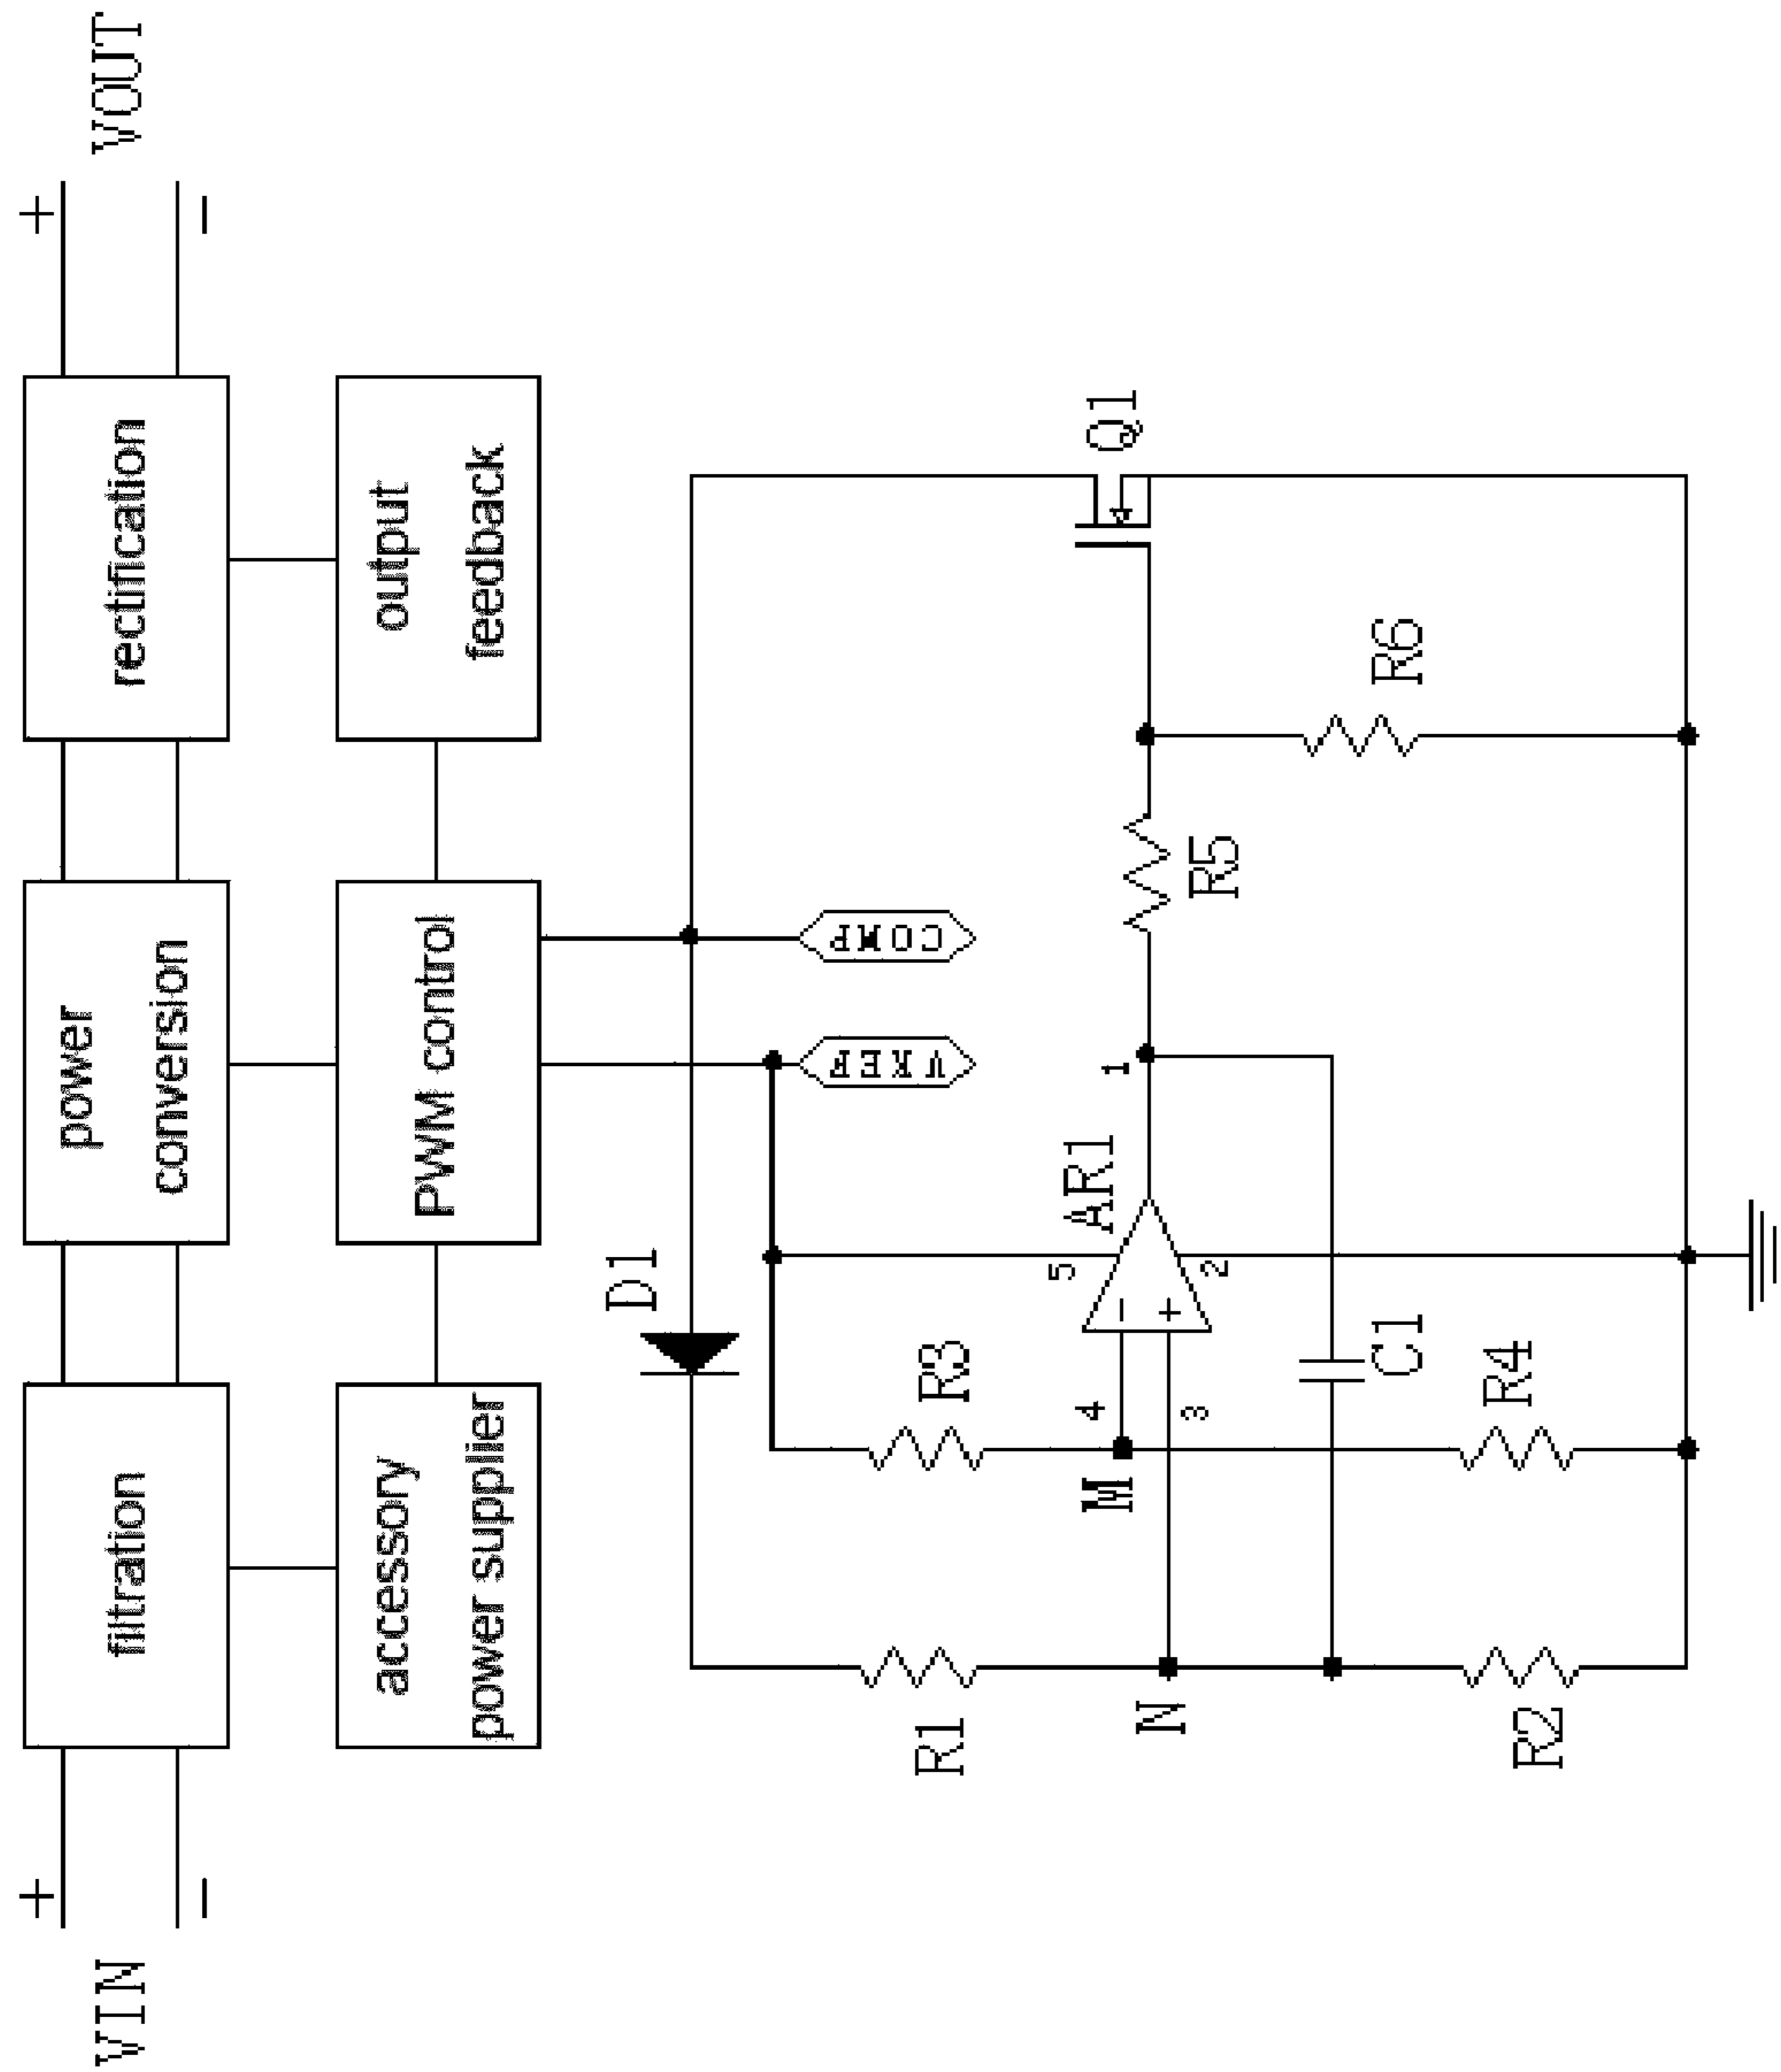 VIN
+
−
filtration
power
conversion
rectification
+
−
VOUT
accessory
power supplier
PWM control
output
feedback
D1
VREF
COMP
R1
R3
5
AR1
1
Q1
M
4
−
N
3
+
2
R5
C1
R6
R2
R4